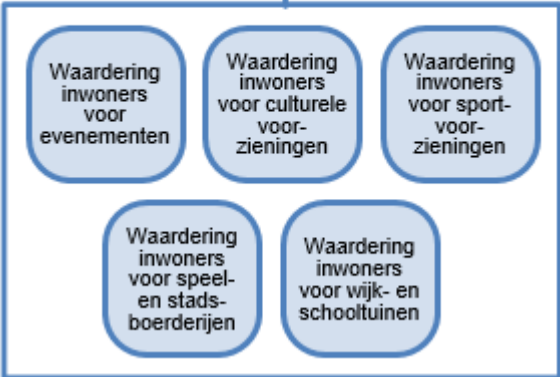 Waardering
inwoners
voor
evenementen
Waardering
inwoners
voor culturele
voor-
zieningen
Waardering
inwoners
voor sport-
voor-
zieningen
Waardering
inwoners
voor speel-
en stads-
boerderijen
Waardering
inwoners
voor wijk- en
schooltuinen